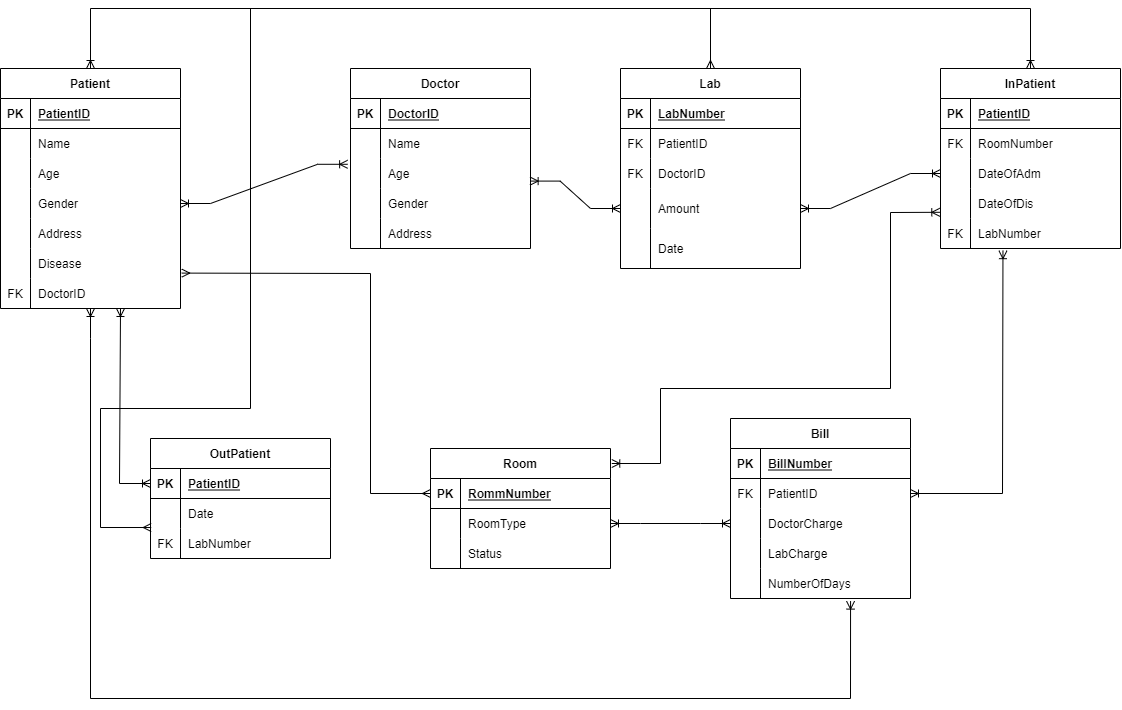 Patient
PK PatientID
Name
Age
Gender
Address
Disease
FK DoctorID
Doctor
PK DoctorID
Name
Age
Gender
Address
Lab
PK LabNumber
FK PatientID
FK DoctorID
Amount
Date
InPatient
PK PatientID
FK RoomNumber
DateOfAdm
DateOfDis
FK LabNumber
OutPatient
PK PatientID
Date
FK LabNumber
Room
PK RommNumber
RoomType
Status
Bill
PK BillNumber
FK PatientID
DoctorCharge
LabCharge
NumberOfDays